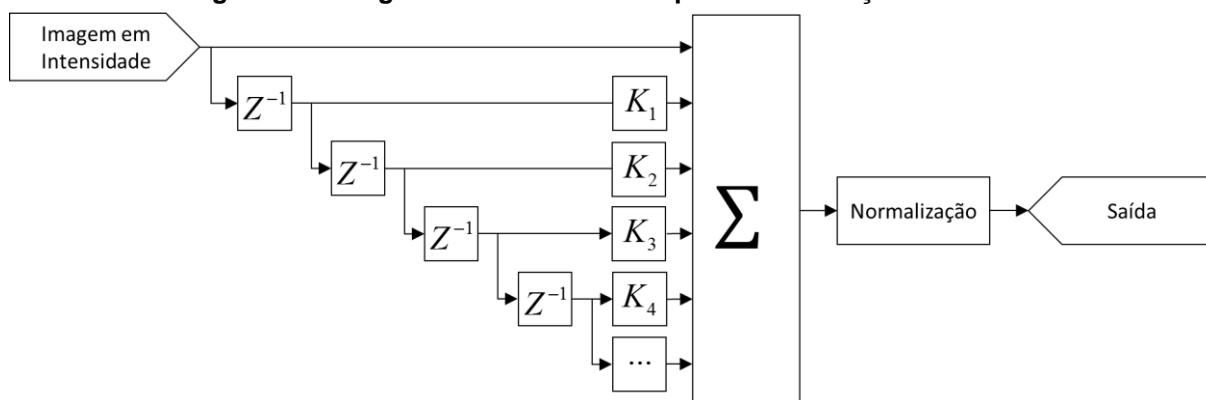 Imagem em
Intensidade
Z⁻¹
K₁
Z⁻¹
K₂
Z⁻¹
K₃
Z⁻¹
K₄
...
Σ
Normalização
Saída